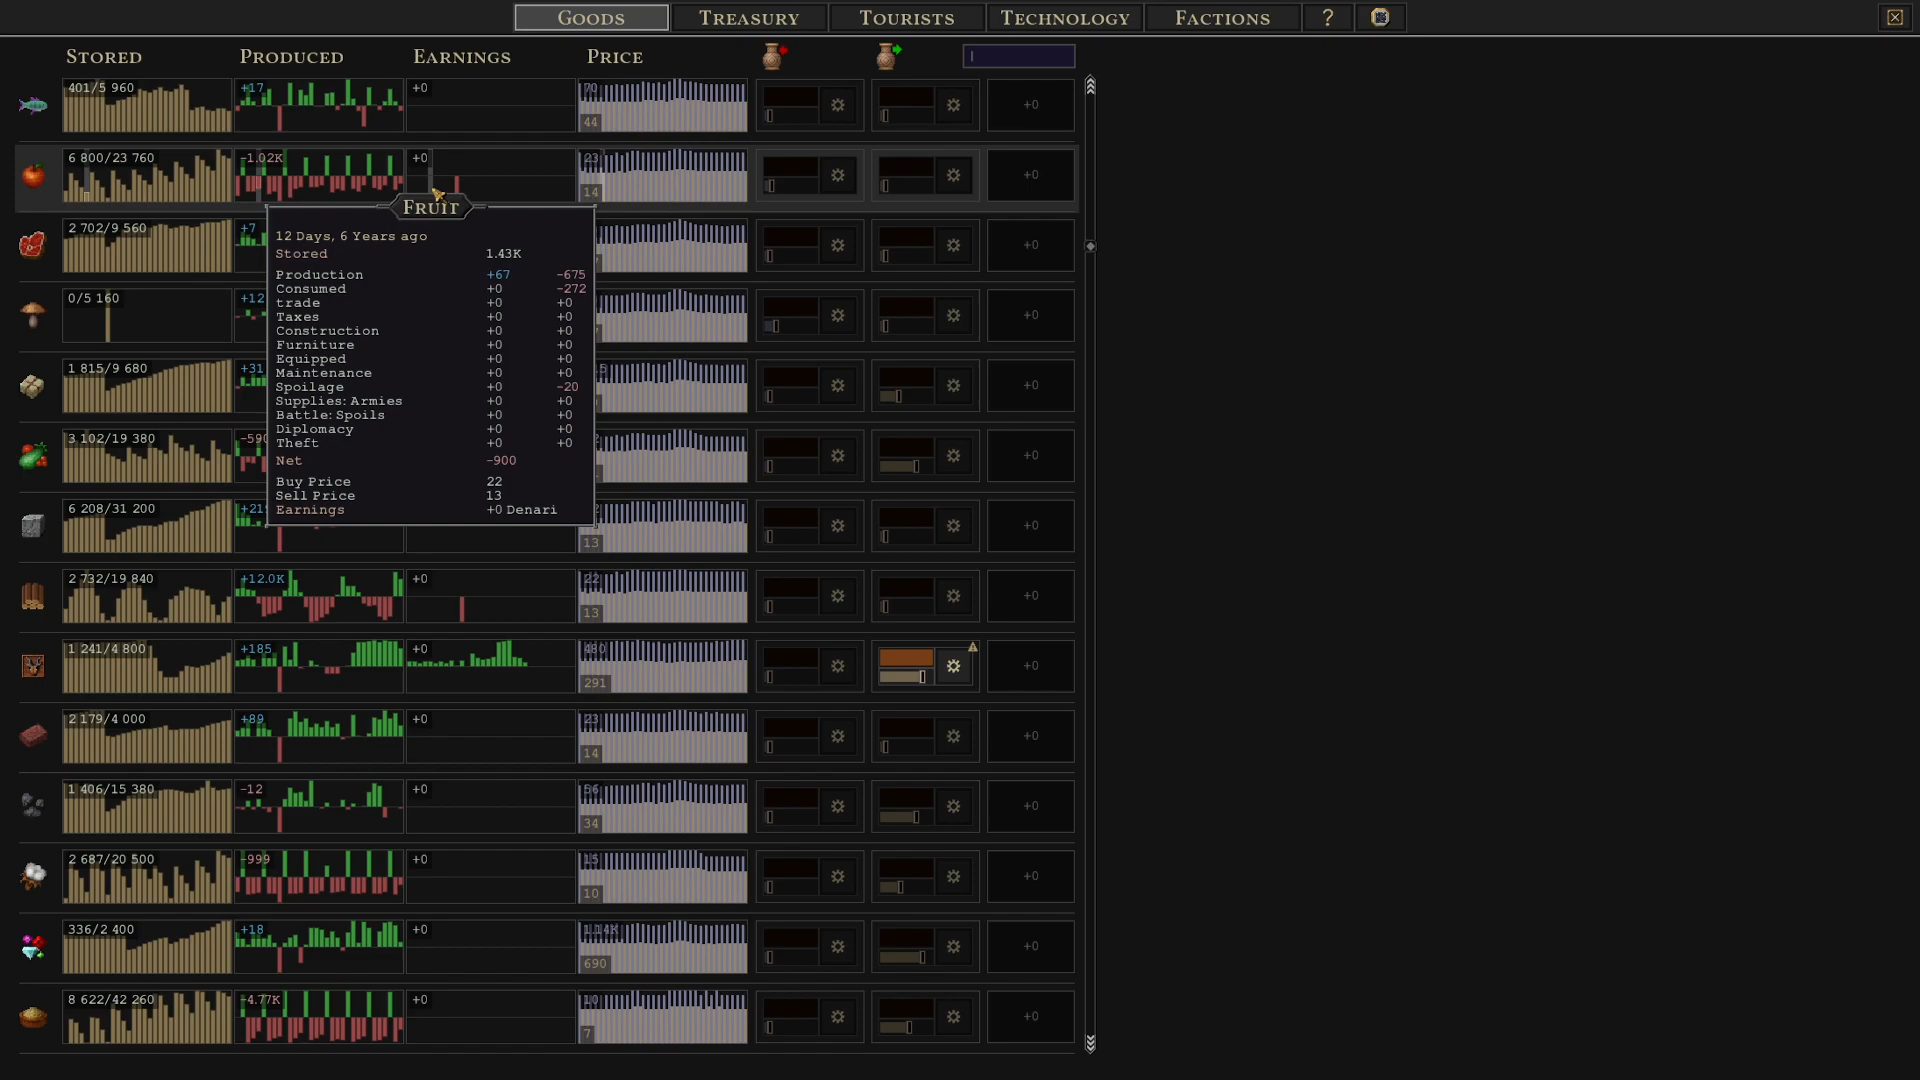 GOODS TREASURY TOURISTS TECHNOLOGY FACTIONS ?
STORED PRODUCED EARNINGS PRICE
401/5 960 +17 +0 70 44 +0
6 800/23 760 -1.02K +0 23 14 +0
FRUIT
12 Days, 6 Years ago
Stored 1.43K
Production +67 -675
Consumed +0 -272
trade +0 +0
Taxes +0 +0
Construction +0 +0
Furniture +0 +0
Equipped +0 +0
Maintenance +0 +0
Spoilage +0 -20
Supplies: Armies +0 +0
Battle: Spoils +0 +0
Diplomacy +0 +0
Theft +0 +0
Net -900
Buy Price 22
Sell Price 13
Earnings +0 Denari
2 702/9 560 +7 +0
0/5 160 +12 +0
1 815/9 680 +31 +0
3 102/19 380 -590 +0
6 208/31 200 13 +0
2 732/19 840 +12.0K +0 22 13 +0
1 241/4 800 +185 +0 480 291 +0
2 179/4 000 +89 +0 23 14 +0
1 406/15 380 -12 +0 56 34 +0
2 687/20 500 -999 +0 15 10 +0
336/2 400 +18 +0 1.14K 690 +0
8 622/42 260 -4.77K +0 10 7 +0